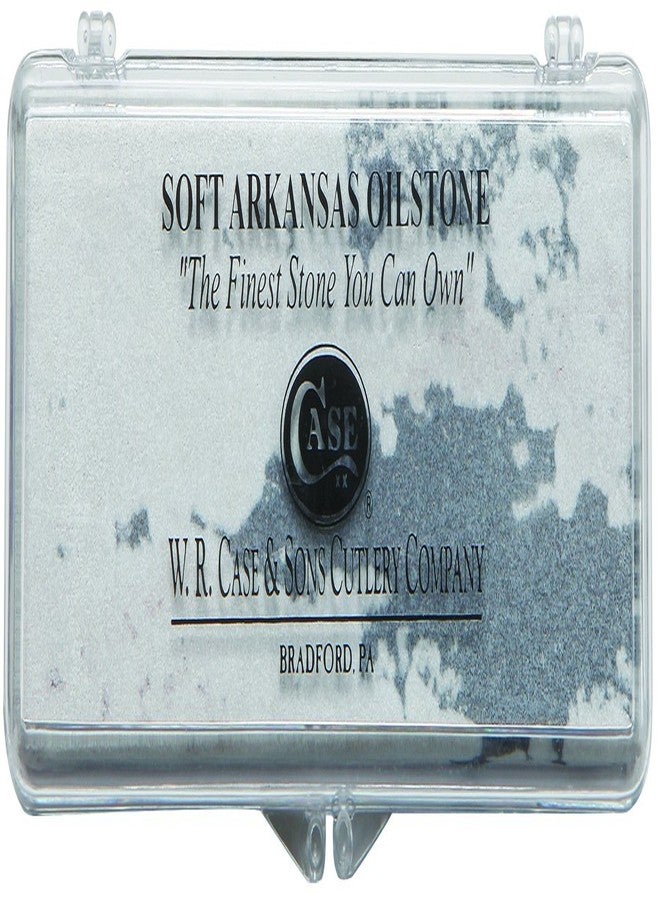 SOFT ARKANSAS OILSTONE
"The Finest Stone You Can Own"
CASE
XX
®
W. R. CASE & SONS CUTLERY COMPANY
BRADFORD, PA